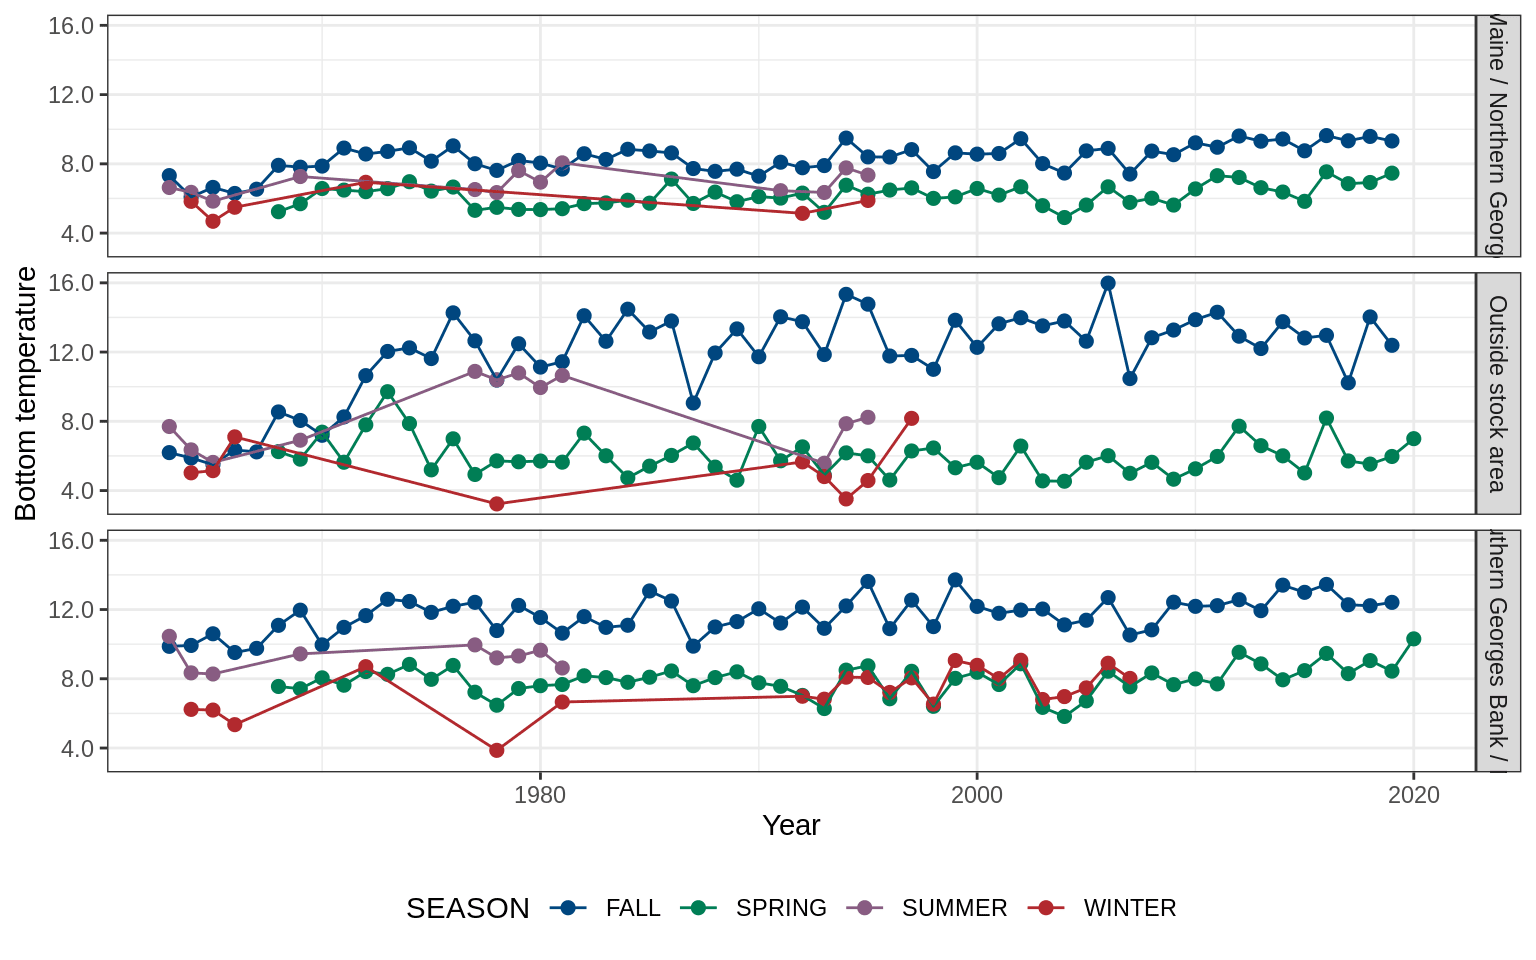 16.0
12.0
8.0
4.0
Maine / Northern Georg
16.0
12.0
8.0
4.0
Outside stock area
16.0
12.0
8.0
4.0
thern Georges Bank /
Bottom temperature
1980 2000 2020
Year
SEASON FALL SPRING SUMMER WINTER